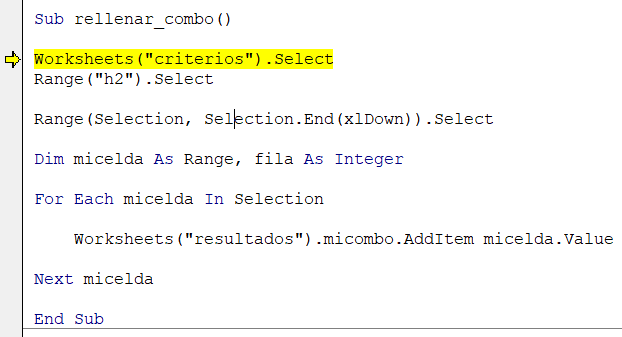 Sub rellenar_combo()
Worksheets("criterios").Select
Range("h2").Select
Range(Selection, Selection.End(xlDown)).Select
Dim micelda As Range, fila As Integer
For Each micelda In Selection
Worksheets("resultados").micombo.AddItem micelda.Value
Next micelda
End Sub